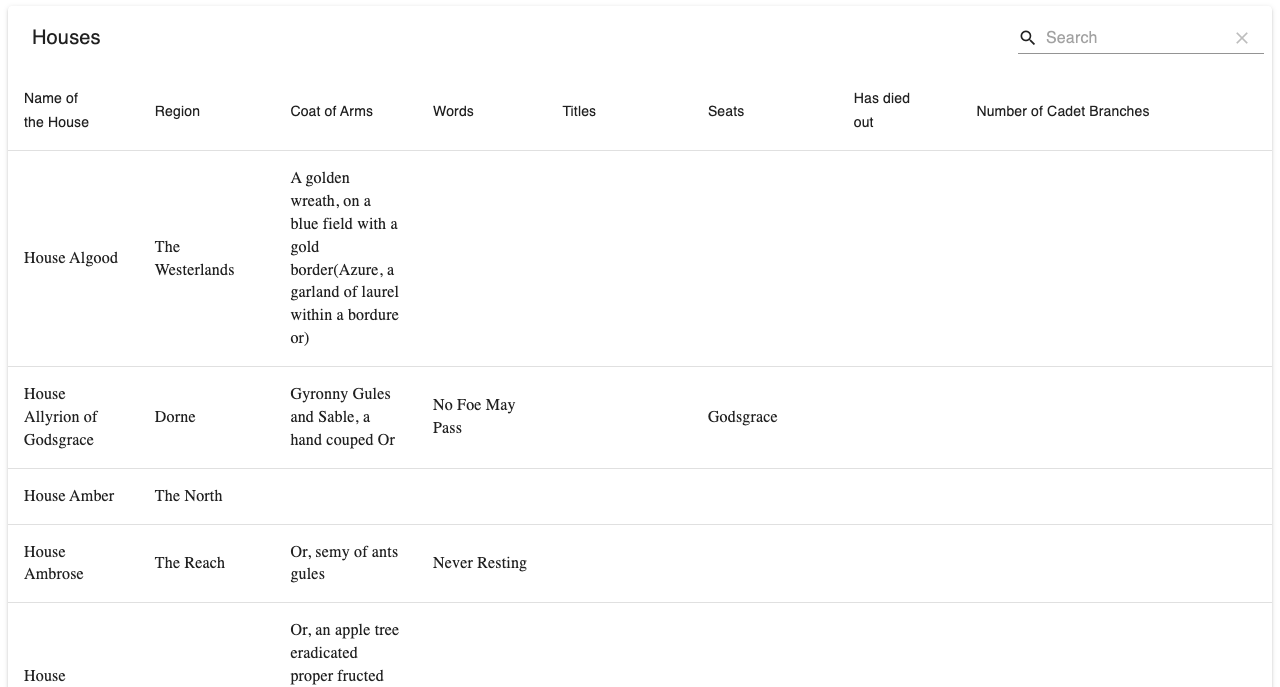 Houses
Search
Name of
the House
Region
Coat of Arms
Words
Titles
Seats
Has died
out
Number of Cadet Branches
House Algood
The
Westerlands
A golden
wreath, on a
blue field with a
gold
border(Azure, a
garland of laurel
within a bordure
or)
House
Allyrion of
Godsgrace
Dorne
Gyronny Gules
and Sable, a
hand couped Or
No Foe May
Pass
Godsgrace
House Amber
The North
House
Ambrose
The Reach
Or, semy of ants
gules
Never Resting
House
Or, an apple tree
eradicated
proper fructed